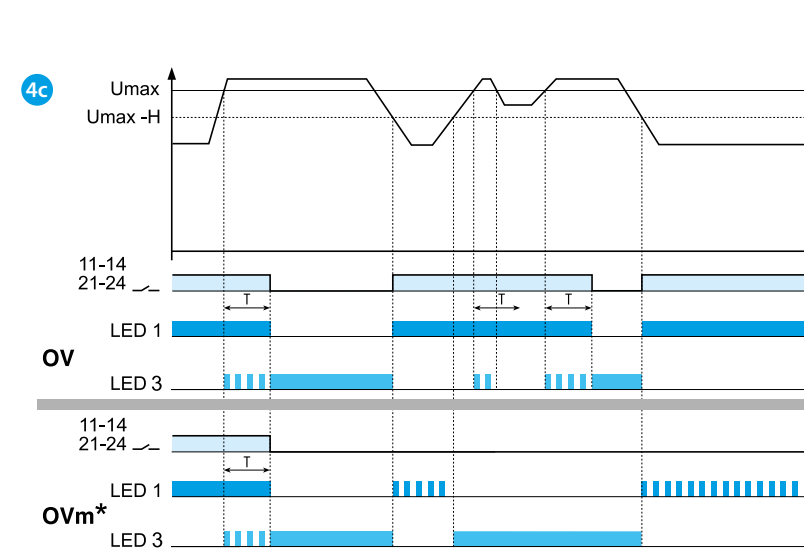 4c
Umax
Umax -H
11-14
21-24
T
T
T
LED 1
OV
LED 3
11-14
21-24
T
LED 1
OVm*
LED 3